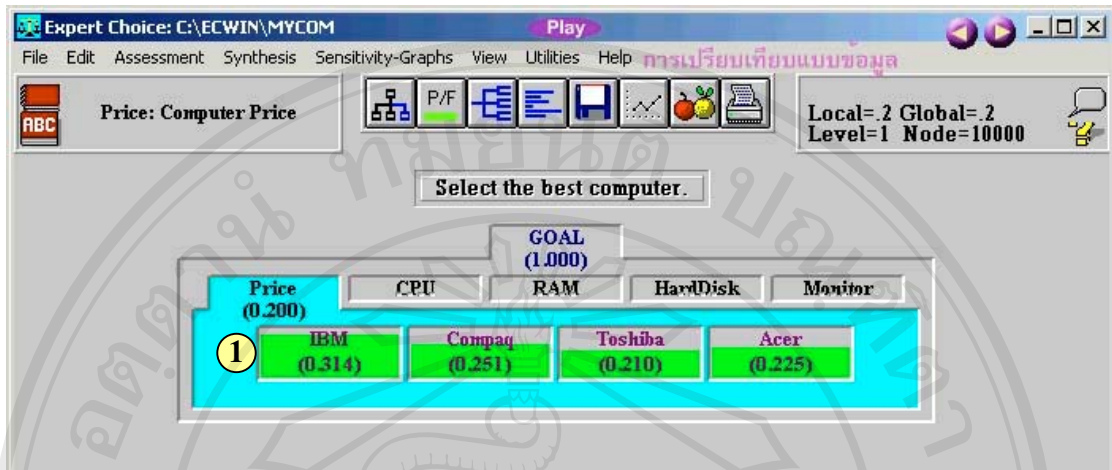 Expert Choice: C:\ECWIN\MYCOM
Play
File Edit Assessment Synthesis Sensitivity-Graphs View Utilities Help
การเปรียบเทียบแบบข้อมูล
ABC
Price: Computer Price
P/F
Local=.2 Global=.2
Level=1 Node=10000
Select the best computer.
GOAL
(1.000)
Price CPU RAM HardDisk Monitor
(0.200)
1
IBM Compaq Toshiba Acer
(0.314) (0.251) (0.210) (0.225)